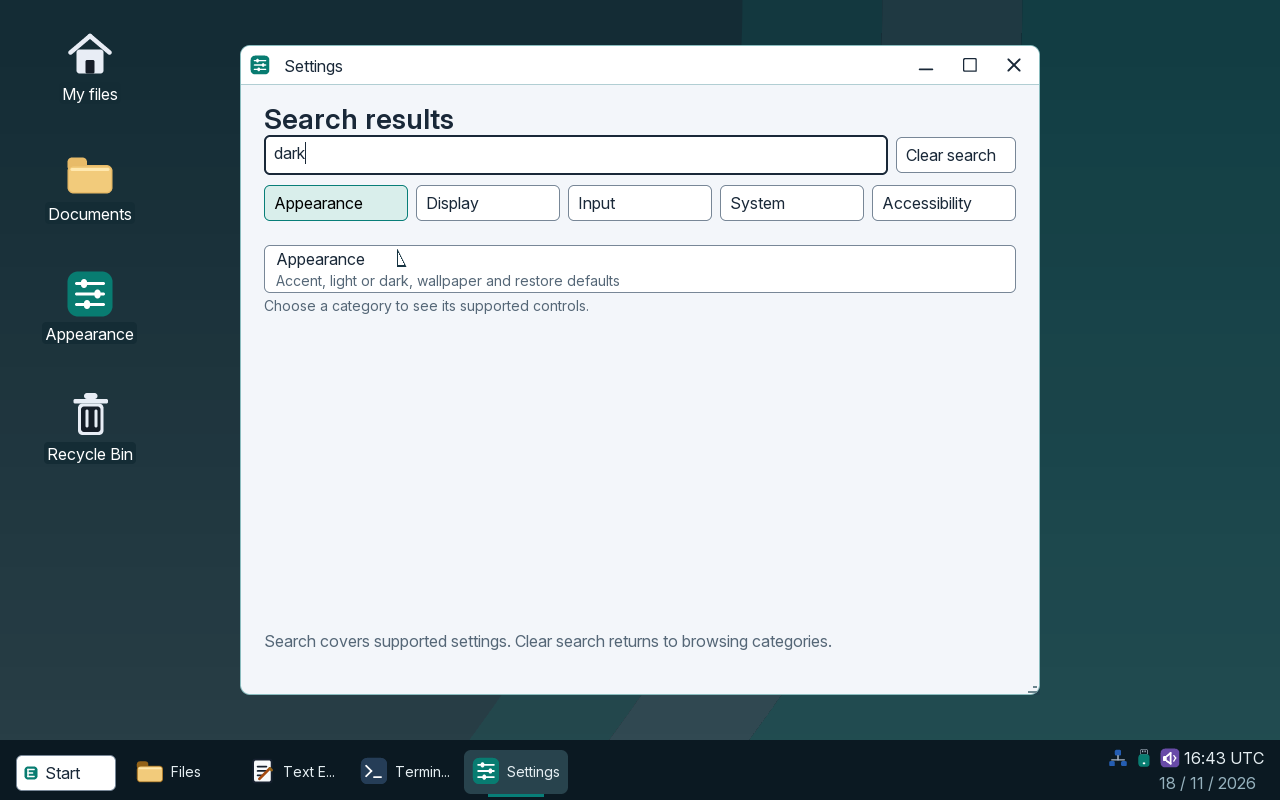 My files
Documents
Appearance
Recycle Bin
Settings
Search results
dark
Clear search
Appearance
Display
Input
System
Accessibility
Appearance
Accent, light or dark, wallpaper and restore defaults
Choose a category to see its supported controls.
Search covers supported settings. Clear search returns to browsing categories.
Start
Files
Text E...
Termin...
Settings
16:43 UTC
18 / 11 / 2026